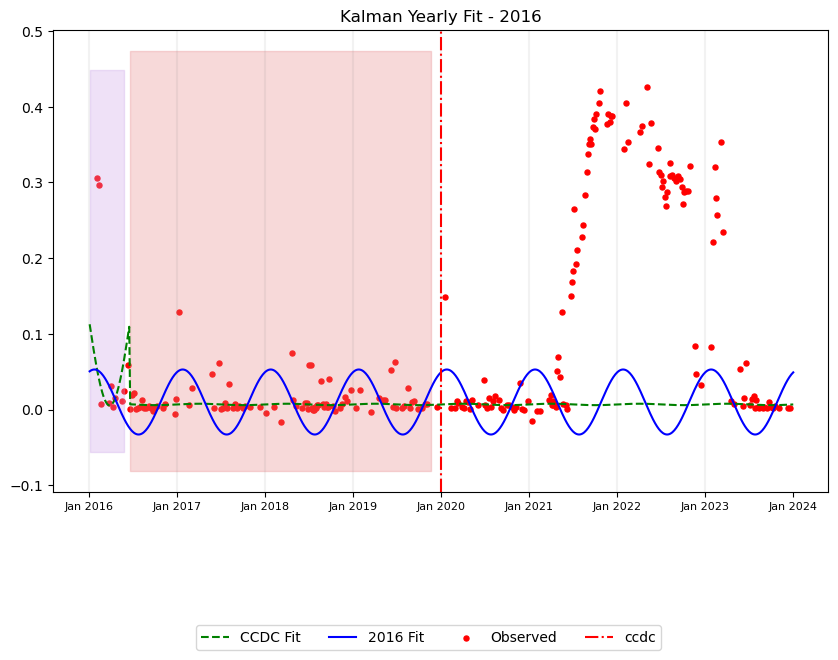 Kalman Yearly Fit - 2016
0.5
0.4
0.3
0.2
0.1
0.0
−0.1
Jan 2016 Jan 2017 Jan 2018 Jan 2019 Jan 2020 Jan 2021 Jan 2022 Jan 2023 Jan 2024
CCDC Fit 2016 Fit Observed ccdc